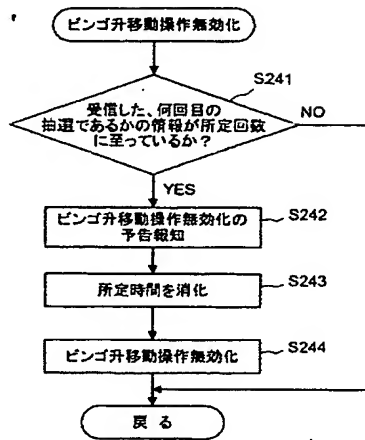 ビンゴ升移動操作無効化
S241
受信した、何回目の
抽選であるかの情報が所定回数
に至っているか？
NO
YES
ビンゴ升移動操作無効化の
予告報知
S242
所定時間を消化
S243
ビンゴ升移動操作無効化
S244
戻る